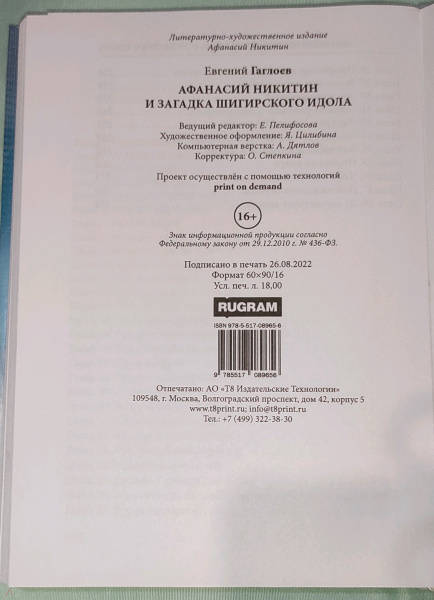 Литературно-художественное издание
Афанасий Никитин
Евгений Гаглоев
АФАНАСИЙ НИКИТИН
И ЗАГАДКА ШИГИРСКОГО ИДОЛА
Ведущий редактор: Е. Пелифосова
Художественное оформление: Я. Цилибина
Компьютерная верстка: А. Дятлов
Корректура: О. Степкина
Проект осуществлён с помощью технологий
print on demand
16+
Знак информационной продукции согласно
Федеральному закону от 29.12.2010 г. № 436-ФЗ.
Подписано в печать 26.08.2022
Формат 60×90/16
Усл. печ. л. 18,00
RUGRAM
ISBN 978-5-517-08965-6
9 785517 089656
Отпечатано: АО «Т8 Издательские Технологии»
109548, г. Москва, Волгоградский проспект, дом 42, корпус 5
www.t8print.ru; info@t8print.ru
Тел.: +7 (499) 322-38-30